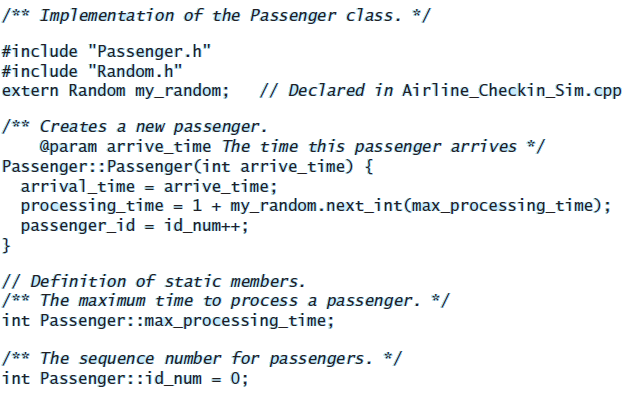 /** Implementation of the Passenger class. */
#include "Passenger.h"
#include "Random.h"
extern Random my_random;   // Declared in Airline_Checkin_Sim.cpp
/** Creates a new passenger.
    @param arrive_time The time this passenger arrives */
Passenger::Passenger(int arrive_time) {
  arrival_time = arrive_time;
  processing_time = 1 + my_random.next_int(max_processing_time);
  passenger_id = id_num++;
}
// Definition of static members.
/** The maximum time to process a passenger. */
int Passenger::max_processing_time;
/** The sequence number for passengers. */
int Passenger::id_num = 0;